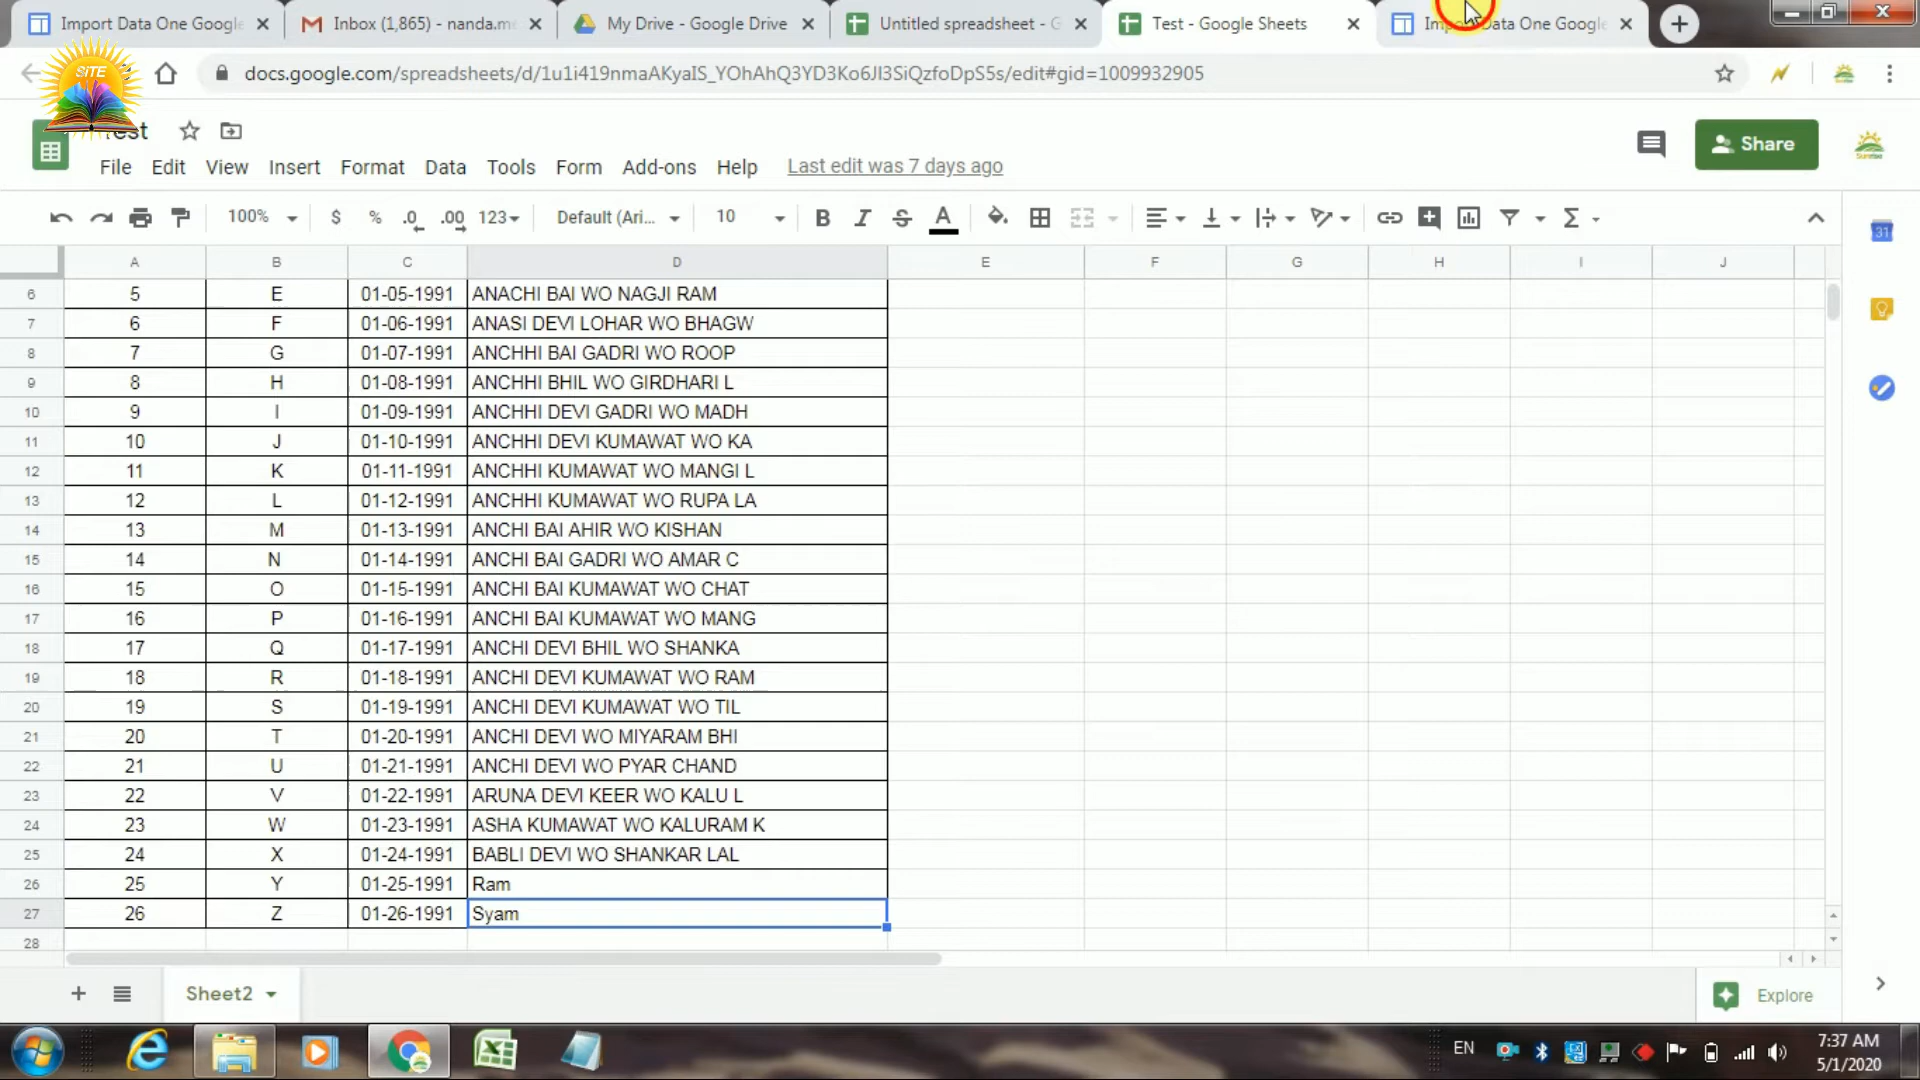 Import Data One Google
Inbox (1,865) - nanda.me
My Drive - Google Drive
Untitled spreadsheet - G
Test - Google Sheets
Data One Google
docs.google.com/spreadsheets/d/1u1i419nmaAKyaIS_YOhAhQ3YD3Ko6JI3SiQzfoDpS5s/edit#gid=1009932905
SITE
File Edit View Insert Format Data Tools Form Add-ons Help Last edit was 7 days ago
Share
100% $ % .0 .00 123 Default (Ari... 10 B I S A
31
A B C D E F G H I J
6 5 E 01-05-1991 ANACHI BAI WO NAGJI RAM
7 6 F 01-06-1991 ANASI DEVI LOHAR WO BHAGW
8 7 G 01-07-1991 ANCHHI BAI GADRI WO ROOP
9 8 H 01-08-1991 ANCHHI BHIL WO GIRDHARI L
10 9 I 01-09-1991 ANCHHI DEVI GADRI WO MADH
11 10 J 01-10-1991 ANCHHI DEVI KUMAWAT WO KA
12 11 K 01-11-1991 ANCHHI KUMAWAT WO MANGI L
13 12 L 01-12-1991 ANCHHI KUMAWAT WO RUPA LA
14 13 M 01-13-1991 ANCHI BAI AHIR WO KISHAN
15 14 N 01-14-1991 ANCHI BAI GADRI WO AMAR C
16 15 O 01-15-1991 ANCHI BAI KUMAWAT WO CHAT
17 16 P 01-16-1991 ANCHI BAI KUMAWAT WO MANG
18 17 Q 01-17-1991 ANCHI DEVI BHIL WO SHANKA
19 18 R 01-18-1991 ANCHI DEVI KUMAWAT WO RAM
20 19 S 01-19-1991 ANCHI DEVI KUMAWAT WO TIL
21 20 T 01-20-1991 ANCHI DEVI WO MIYARAM BHI
22 21 U 01-21-1991 ANCHI DEVI WO PYAR CHAND
23 22 V 01-22-1991 ARUNA DEVI KEER WO KALU L
24 23 W 01-23-1991 ASHA KUMAWAT WO KALURAM K
25 24 X 01-24-1991 BABLI DEVI WO SHANKAR LAL
26 25 Y 01-25-1991 Ram
27 26 Z 01-26-1991 Syam
28
Sheet2
Explore
EN
7:37 AM
5/1/2020